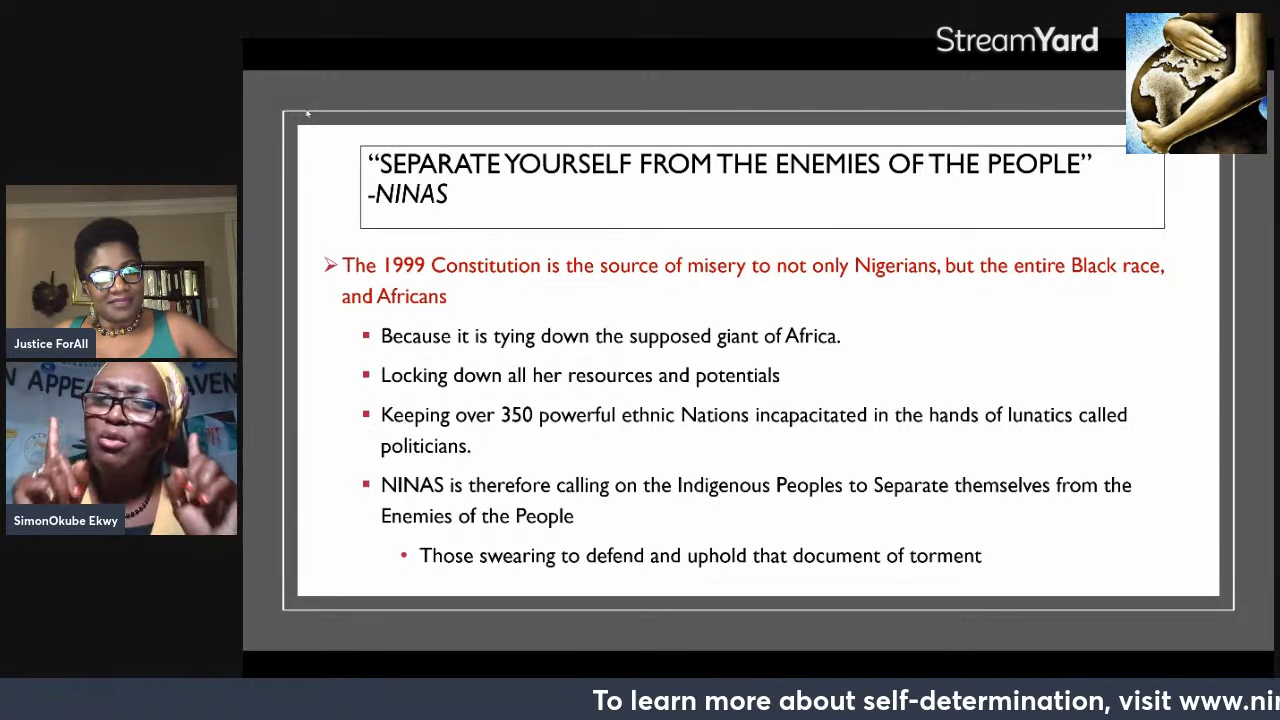 StreamYard
“SEPARATE YOURSELF FROM THE ENEMIES OF THE PEOPLE”
-NINAS
The 1999 Constitution is the source of misery to not only Nigerians, but the entire Black race,
and Africans
Because it is tying down the supposed giant of Africa.
Locking down all her resources and potentials
Keeping over 350 powerful ethnic Nations incapacitated in the hands of lunatics called
politicians.
NINAS is therefore calling on the Indigenous Peoples to Separate themselves from the
Enemies of the People
Those swearing to defend and uphold that document of torment
Justice ForAll
SimonOkube Ekwy
To learn more about self-determination, visit